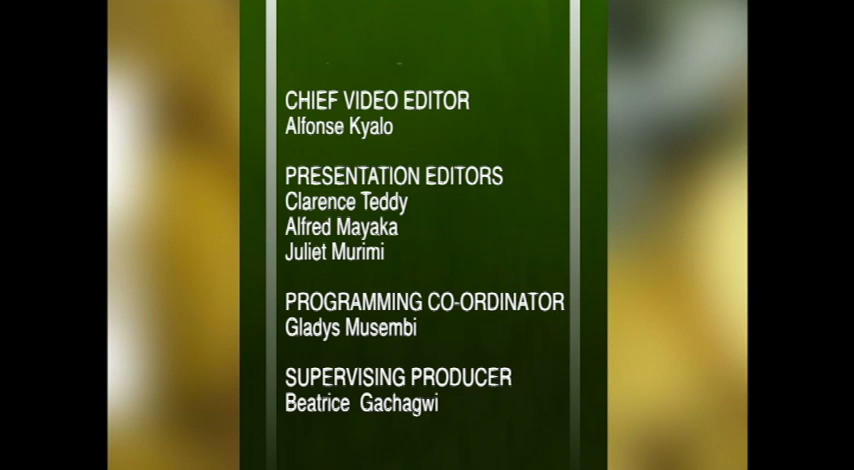 CHIEF VIDEO EDITOR
Alfonse Kyalo
PRESENTATION EDITORS
Clarence Teddy
Alfred Mayaka
Juliet Murimi
PROGRAMMING CO-ORDINATOR
Gladys Musembi
SUPERVISING PRODUCER
Beatrice Gachagwi